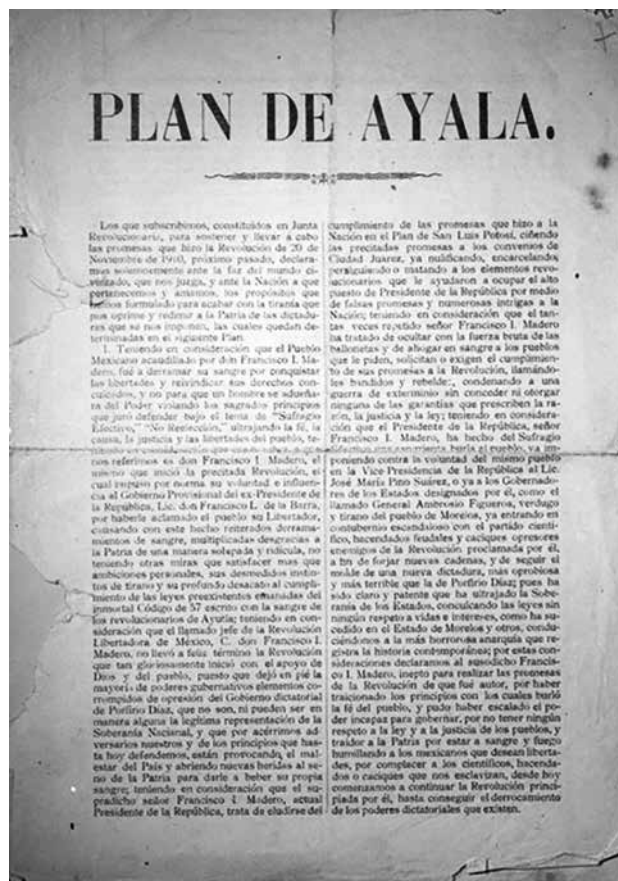 PLAN DE AYALA.
Los que subscribimos, constituidos en Junta
Revolucionaria, para sostener y llevar a cabo
las promesas que hizo la Revolución de 20 de
Noviembre de 1910, próximo pasado, declara-
mos solemnemente ante la faz del mundo ci-
vilizado, que nos juzga, y ante la Nación a que
pertenecemos y amamos, los propósitos que
hemos formulado para acabar con la tiranía que
nos oprime y redimir a la Patria de las dictadu-
ras que se nos imponen, las cuales quedan de-
terminadas en el siguiente Plan
1. Teniendo en consideración que el Pueblo
Mexicano acaudillado por don Francisco I. Ma-
dero, fué a derramar su sangre por conquistar
las libertades y reivindicar sus derechos con-
culcados, y no para que un hombre se adueña-
ra del Poder violando los sagrados principios
que juró defender bajo el lema de "Sufragio
Efectivo," "No Reelección," ultrajando la fé, la
causa, la justicia y las libertades del pueblo, te-
niendo en consideración que ese hombre a que
nos referimos es don Francisco I. Madero, el
mismo que inició la precitada Revolución, el
cual impuso por norma su voluntad e influen-
cia al Gobierno Provisional del ex-Presidente de
la República, Lic. don Francisco L. de la Barra,
por haberle aclamado el pueblo su Libertador,
causando con este hecho reiterados derrama-
mientos de sangre, multiplicadas desgracias a
la Patria de una manera solapada y ridícula, no
teniendo otras miras que satisfacer mas que
ambiciones personales, sus desmedidos instin-
tos de tirano y su profundo desacato al cumpli-
miento de las leyes preexistentes emanadas del
inmortal Código de 57 escrito con la sangre de
los revolucionarios de Ayutla; teniendo en con-
sideración que el llamado jefe de la Revolución
Libertadora de México, C. don Francisco I.
Madero, no llevó a feliz término la Revolución
que tan gloriosamente inició con el apoyo de
Dios y del pueblo, puesto que dejó en pié la
mayoría de poderes gubernativos elementos co-
rrompidos de opresión del Gobierno dictatorial
de Porfirio Díaz, que no son, ni pueden ser en
manera alguna la legítima representación de la
Soberanía Nacianal, y que por acérrimos ad-
versarios nuestros y de los principios que has-
ta hoy defendemos, están provocando el mal-
estar del País y abriendo nuevas heridas al se-
no de la Patria para darle a beber su propia
sangre; teniendo en consideración que el su-
pradicho señor Francisco I. Madero, actual
Presidente de la República, trata de eludirse del
cumplimiento de las promesas que hizo a la
Nación en el Plan de San Luis Potosí, ciñendo
las precitadas promesas a los convenios de
Ciudad Juarez, ya nulificando, encarcelando,
persiguiendo o matando a los elementos revo-
lucionarios que le ayudaron a ocupar el alto
puesto de Presidente de la República por medio
de falsas promesas y numerosas intrigas a la
Nación; teniendo en consideración que el tan-
tas veces repetido señor Francisco I. Madero
ha tratado de ocultar con la fuerza bruta de las
ballonetas y de ahogar en sangre a los pueblos
que le piden, solicitan o exigen el cumplimien-
to de sus promesas a la Revolución, llamándo-
les bandidos y rebeldes, condenando a una
guerra de exterminio sin conceder ni otorgar
ninguna de las garantías que prescriben la ra-
zón, la justicia y la ley; teniendo en considera-
ción que el Presidente de la República, señor
Francisco I. Madero, ha hecho del Sufragio
Efectivo una sangrienta burla al pueblo, ya im-
poniendo contra la voluntad del mismo pueblo
en la Vice-Presidencia de la República al Lic.
José María Pino Suárez, o ya a los Gobernado-
res de los Estados designados por él, como el
llamado General Ambrosio Figueroa, verdugo
y tirano del pueblo de Morelos, ya entrando en
contubernio escandaloso con el partido cientí-
fico, hacendados feudales y caciques opresores
enemigos de la Revolución proclamada por él,
a fin de forjar nuevas cadenas, y de seguir el
molde de una nueva dictadura, más oprobiosa
y más terrible que la de Porfirio Díaz; pues ha
sido claro y patente que ha ultrajado la Sobe-
ranía de los Estados, conculcando las leyes sin
ningún respeto a vidas e intereses, como ha su-
cedido en el Estado de Morelos y otros, condu-
ciéndonos a la más horrorosa anarquía que re-
gistra la historia contemporánea; por estas con-
sideraciones declaramos al susodicho Francis-
co I. Madero, inepto para realizar las promesas
de la Revolución de que fué autor, por haber
traicionado los principios con los cuales burló
la fé del pueblo, y pudo haber escalado el po-
der incapaz para gobernar, por no tener ningún
respeto a la ley y a la justicia de los pueblos, y
traidor a la Patria por estar a sangre y fuego
humillando a los mexicanos que desean liberta-
des, por complacer a los científicos, hacenda-
dos o caciques que nos esclavizan, desde hoy
comenzamos a continuar la Revolución princi-
piada por él, hasta conseguir el derrocamiento
de los poderes dictatoriales que existen.